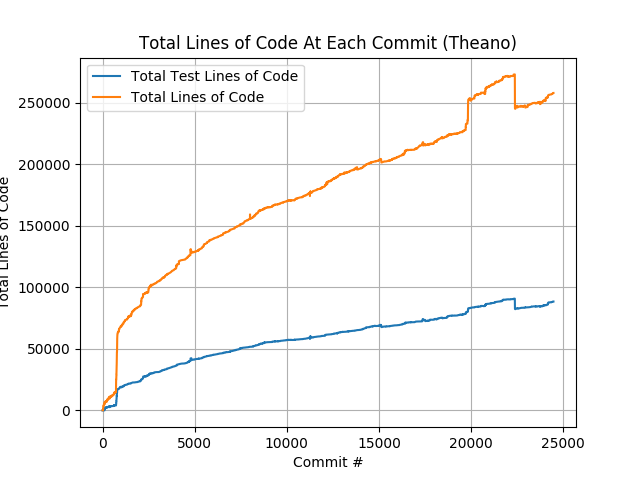 Total Lines of Code At Each Commit (Theano)
Total Test Lines of Code
Total Lines of Code
250000
200000
150000
100000
50000
0
Total Lines of Code
0 5000 10000 15000 20000 25000
Commit #